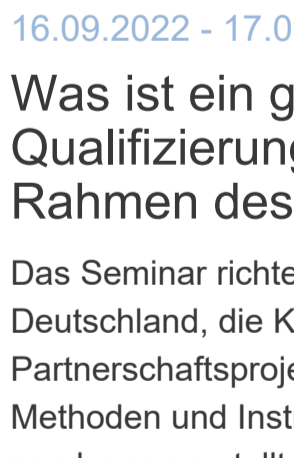 16.09.2022 - 17.0
Was ist ein g
Qualifizierung
Rahmen des
Das Seminar richte
Deutschland, die K
Partnerschaftsproje
Methoden und Inst